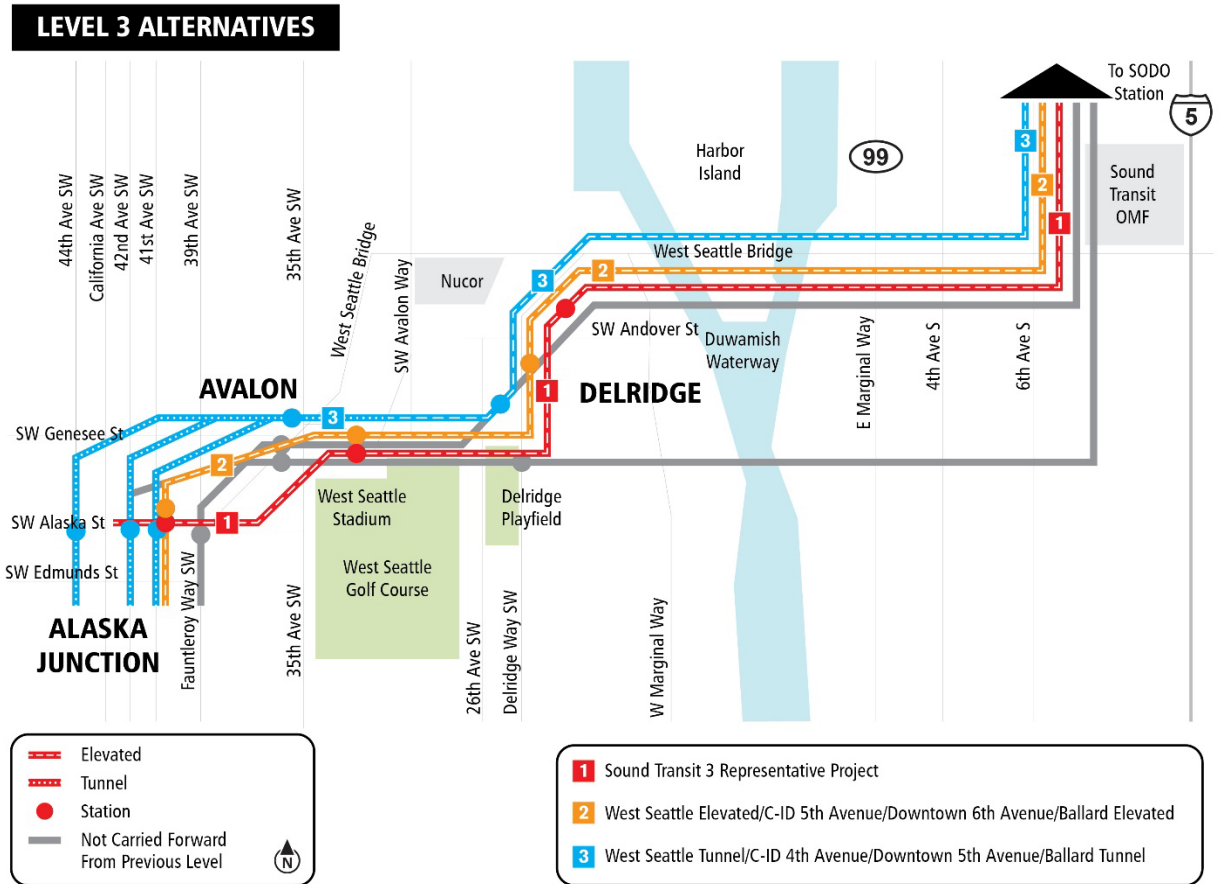 LEVEL 3 ALTERNATIVES
To SODO
Station
5
44th Ave SW
California Ave SW
42nd Ave SW
41st Ave SW
39th Ave SW
35th Ave SW
West Seattle Bridge
SW Avalon Way
Nucor
Harbor
Island
99
3
2
1
Sound
Transit
OMF
West Seattle Bridge
2
3
SW Andover St
Duwamish
Waterway
E Marginal Way
4th Ave S
6th Ave S
AVALON
DELRIDGE
1
3
SW Genesee St
2
SW Alaska St
1
West Seattle
Stadium
Delridge
Playfield
SW Edmunds St
West Seattle
Golf Course
ALASKA
JUNCTION
Fauntleroy Way SW
35th Ave SW
26th Ave SW
Delridge Way SW
W Marginal Way
Elevated
Tunnel
Station
Not Carried Forward
From Previous Level
N
1 Sound Transit 3 Representative Project
2 West Seattle Elevated/C-ID 5th Avenue/Downtown 6th Avenue/Ballard Elevated
3 West Seattle Tunnel/C-ID 4th Avenue/Downtown 5th Avenue/Ballard Tunnel